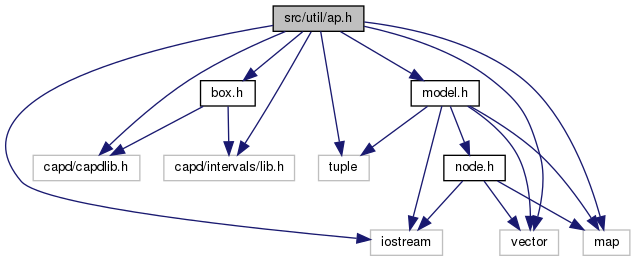 src/util/ap.h
box.h
model.h
capd/capdlib.h
capd/intervals/lib.h
tuple
node.h
iostream
vector
map